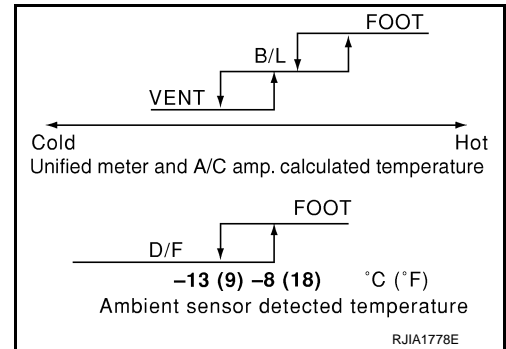 FOOT
B/L
VENT
Cold Hot
Unified meter and A/C amp. calculated temperature
FOOT
D/F
–13 (9) –8 (18) °C (°F)
Ambient sensor detected temperature
RJIA1778E